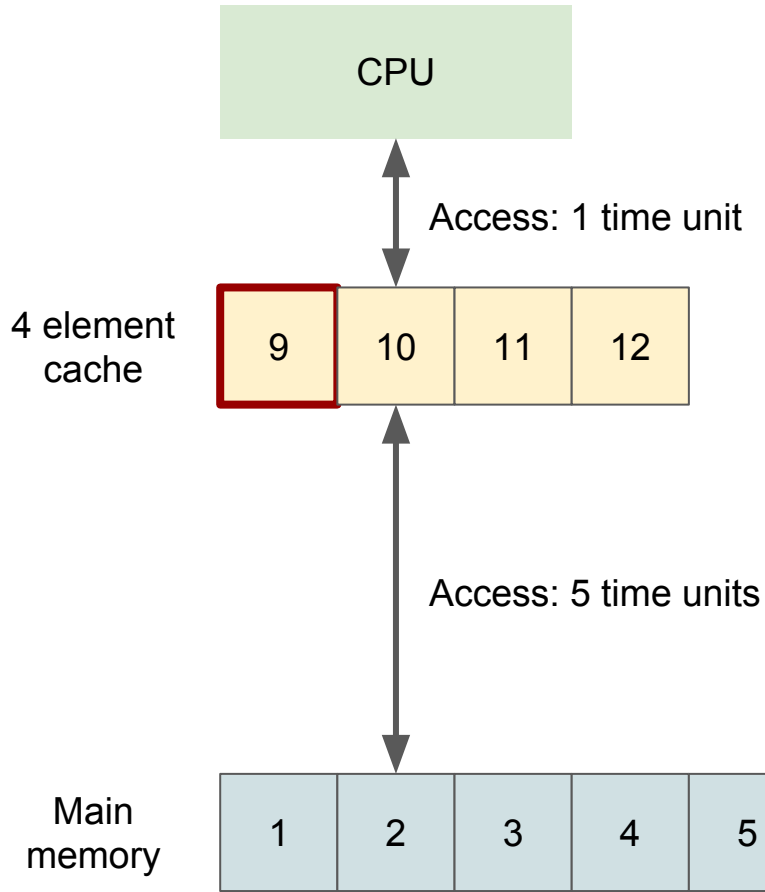 CPU
Access: 1 time unit
4 element
cache
9 10 11 12
Access: 5 time units
Main
memory
1 2 3 4 5